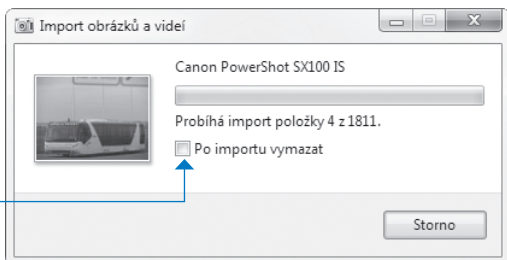 Import obrázků a videí
Canon PowerShot SX100 IS
Probíhá import položky 4 z 1811.
Po importu vymazat
Storno